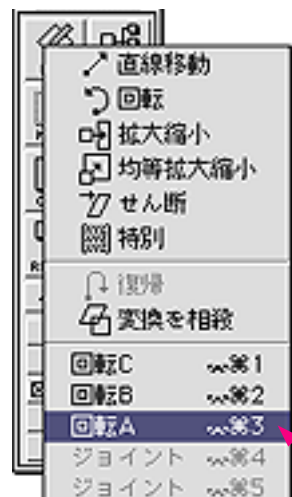 直線移動
回転
拡大縮小
均等拡大縮小
せん断
特別
復帰
変換を相殺
回転C ⌘1
回転B ⌘2
回転A ⌘3
ジョイント ⌘4
ジョイント ⌘5